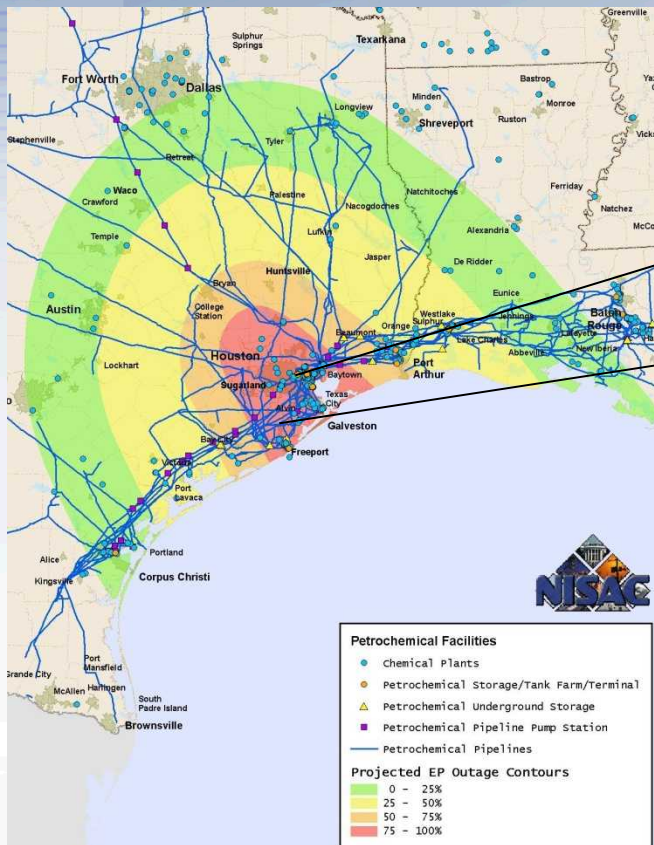 Greenville
Sulphur
Springs
Texarkana
Fort Worth
Dallas
Bastrop
Minden
Monroe
Longview
Ruston
Shreveport
Stephenville
Tyler
Retreat
Waco
Crawford
Palestine
Natchitoches
Ferriday
Nacogdoches
Natchez
Temple
Lufkin
Alexandria
Jasper
De Ridder
Huntsville
Bryan
Eunice
Austin
College
Station
Westlake
Orange
Sulphur
Baton
Rouge
Beaumont
Jennings
Lafayette
Houston
Lake Charles
New Iberia
Abbeville
Lockhart
Port
Arthur
Baytown
Sugarland
Texas
City
Alvin
Galveston
Bay City
Freeport
Victoria
Port
Lavaca
Alice
Portland
Kingsville
Corpus Christi
NISAC
Port
Mansfield
Grande City
McAllen
Harlingen
South
Padre Island
Brownsville
Petrochemical Facilities
Chemical Plants
Petrochemical Storage/Tank Farm/Terminal
Petrochemical Underground Storage
Petrochemical Pipeline Pump Station
Petrochemical Pipelines
Projected EP Outage Contours
0 - 25%
25 - 50%
50 - 75%
75 - 100%